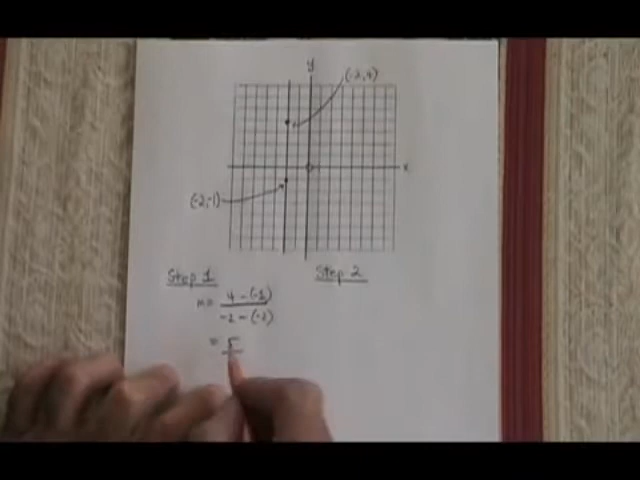 y
(-2,4)
x
(-2,-1)
Step 1
Step 2
m= 4-(-1)
-2-(-2)
= 5